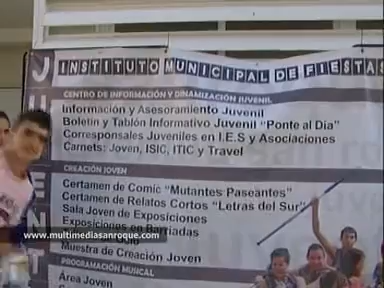 INSTITUTO MUNICIPAL DE FIESTAS
CENTRO DE INFORMACIÓN Y DINAMIZACIÓN JUVENIL
Información y Asesoramiento Juvenil
Boletín y Tablón Informativo Juvenil "Ponte al Día"
Corresponsales Juveniles en I.E.S y Asociaciones
Carnets: Joven, ISIC, ITIC y Travel
CREACIÓN JOVEN
Certamen de Comic "Mutantes Paseantes"
Certamen de Relatos Cortos "Letras del Sur"
Sala Joven de Exposiciones
Exposiciones en Barriadas
www.multimediasanroque.com
Muestra de Creación Joven
PROGRAMACIÓN MUSICAL
Área Joven